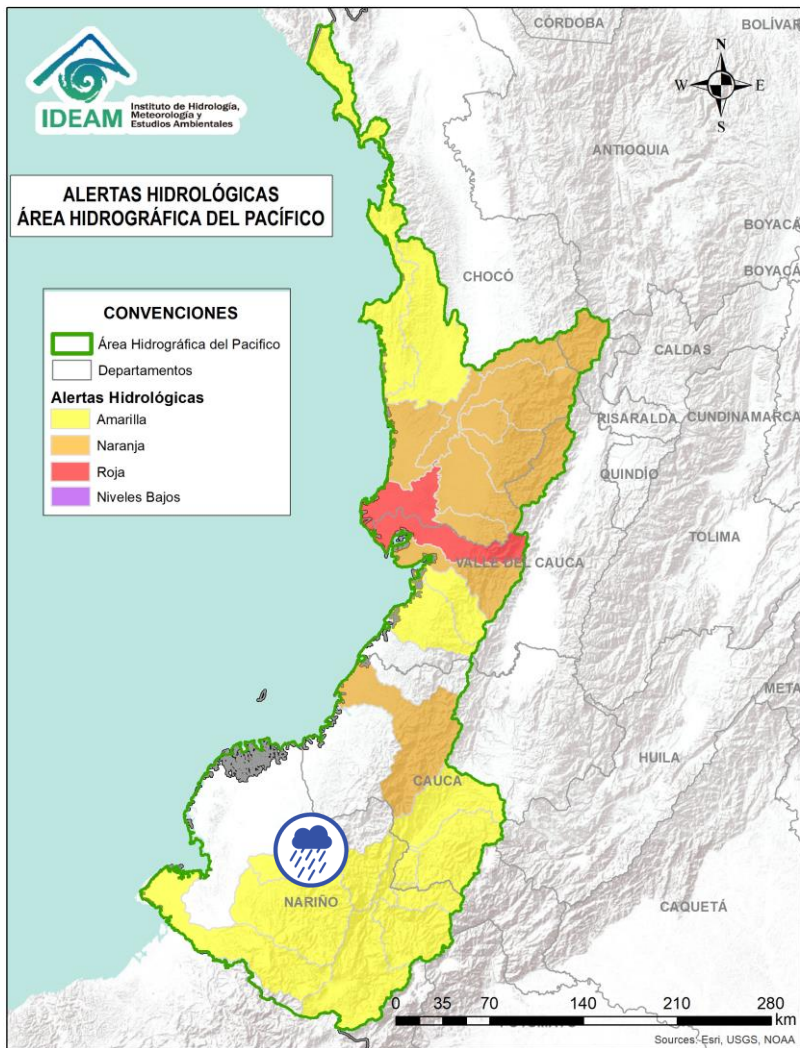 CÓRDOBA
BOLÍVAR
IDEAM
Instituto de Hidrología,
Meteorología y
Estudios Ambientales
N
W
E
S
ANTIOQUIA
ALERTAS HIDROLÓGICAS
ÁREA HIDROGRÁFICA DEL PACÍFICO
BOYACÁ
BOYACÁ
CHOCÓ
CONVENCIONES
Área Hidrográfica del Pacifico
Departamentos
Alertas Hidrológicas
Amarilla
Naranja
Roja
Niveles Bajos
CALDAS
RISARALDA
CUNDINAMARCA
QUINDÍO
TOLIMA
VALLE DEL CAUCA
META
HUILA
CAUCA
NARIÑO
CAQUETÁ
0 35 70 140 210 280
km
Sources: Esri, USGS, NOAA